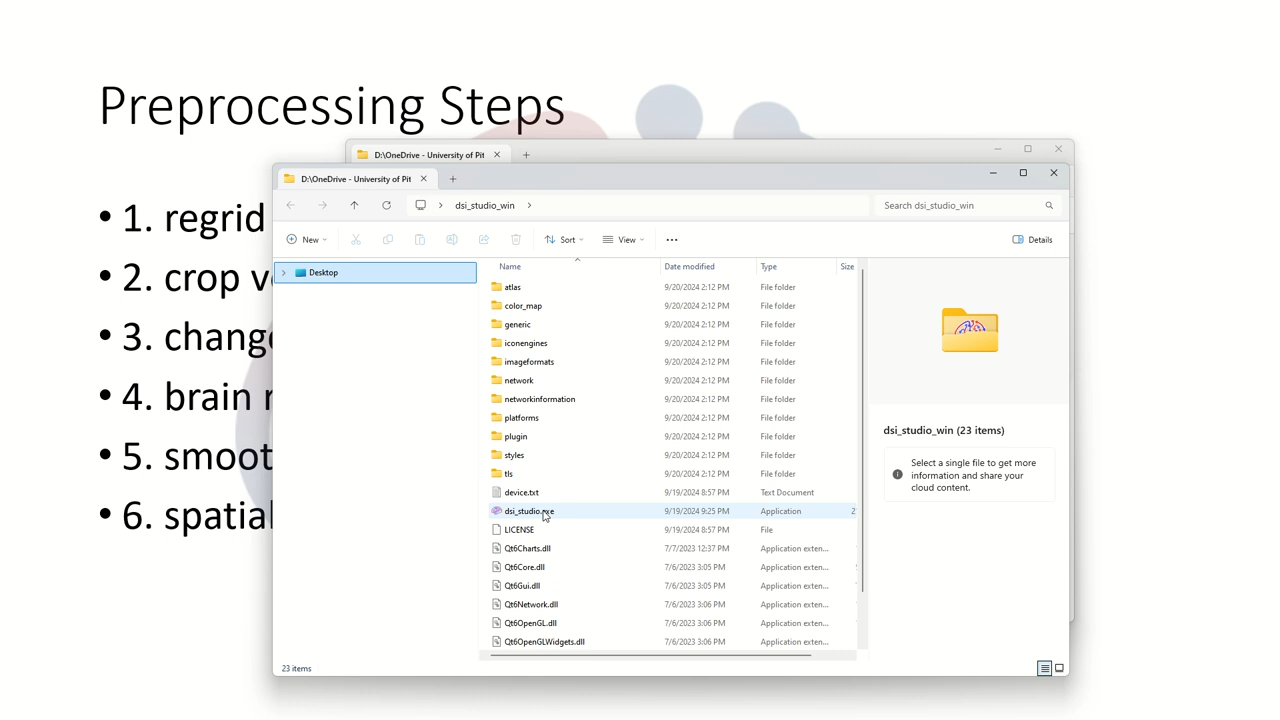 Preprocessing Steps
• 1. regrid
• 2. crop
• 3. change
• 4. brain
• 5. smoot
• 6. spatial
D:\OneDrive - University of Pit
D:\OneDrive - University of Pit
dsi_studio_win
Search dsi_studio_win
New
Sort
View
Details
Name Date modified Type Size
Desktop
atlas 9/20/2024 2:12 PM File folder
color_map 9/20/2024 2:12 PM File folder
generic 9/20/2024 2:12 PM File folder
iconengines 9/20/2024 2:12 PM File folder
imageformats 9/20/2024 2:12 PM File folder
network 9/20/2024 2:12 PM File folder
networkinformation 9/20/2024 2:12 PM File folder
platforms 9/20/2024 2:12 PM File folder
plugin 9/20/2024 2:12 PM File folder
styles 9/20/2024 2:12 PM File folder
tls 9/20/2024 2:12 PM File folder
device.txt 9/19/2024 8:57 PM Text Document
dsi_studio.exe 9/19/2024 9:25 PM Application 2
LICENSE 9/19/2024 8:57 PM File
Qt6Charts.dll 7/7/2023 12:37 PM Application exten...
Qt6Core.dll 7/6/2023 3:05 PM Application exten...
Qt6Gui.dll 7/6/2023 3:05 PM Application exten...
Qt6Network.dll 7/6/2023 3:06 PM Application exten...
Qt6OpenGL.dll 7/6/2023 3:06 PM Application exten...
Qt6OpenGLWidgets.dll 7/6/2023 3:06 PM Application exten...
dsi_studio_win (23 items)
Select a single file to get more
information and share your
cloud content.
23 items